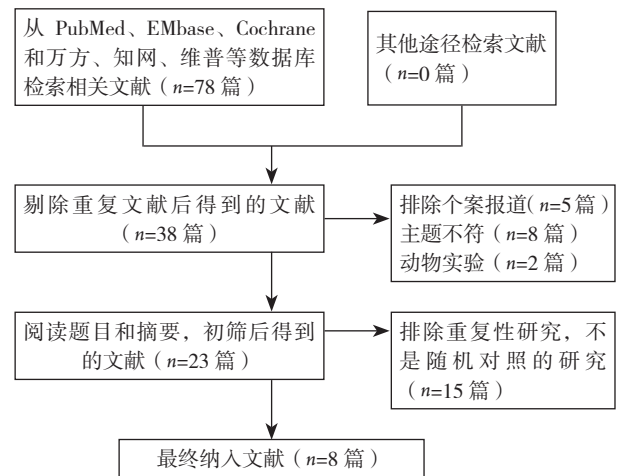 从 PubMed、EMbase、Cochrane
和万方、知网、维普等数据库
检索相关文献（n=78 篇）
其他途径检索文献
（n=0 篇）
剔除重复文献后得到的文献
（n=38 篇）
排除个案报道（n=5 篇）
主题不符（n=8 篇）
动物实验（n=2 篇）
阅读题目和摘要，初筛后得到
的文献（n=23 篇）
排除重复性研究，不
是随机对照的研究
（n=15 篇）
最终纳入文献（n=8 篇）